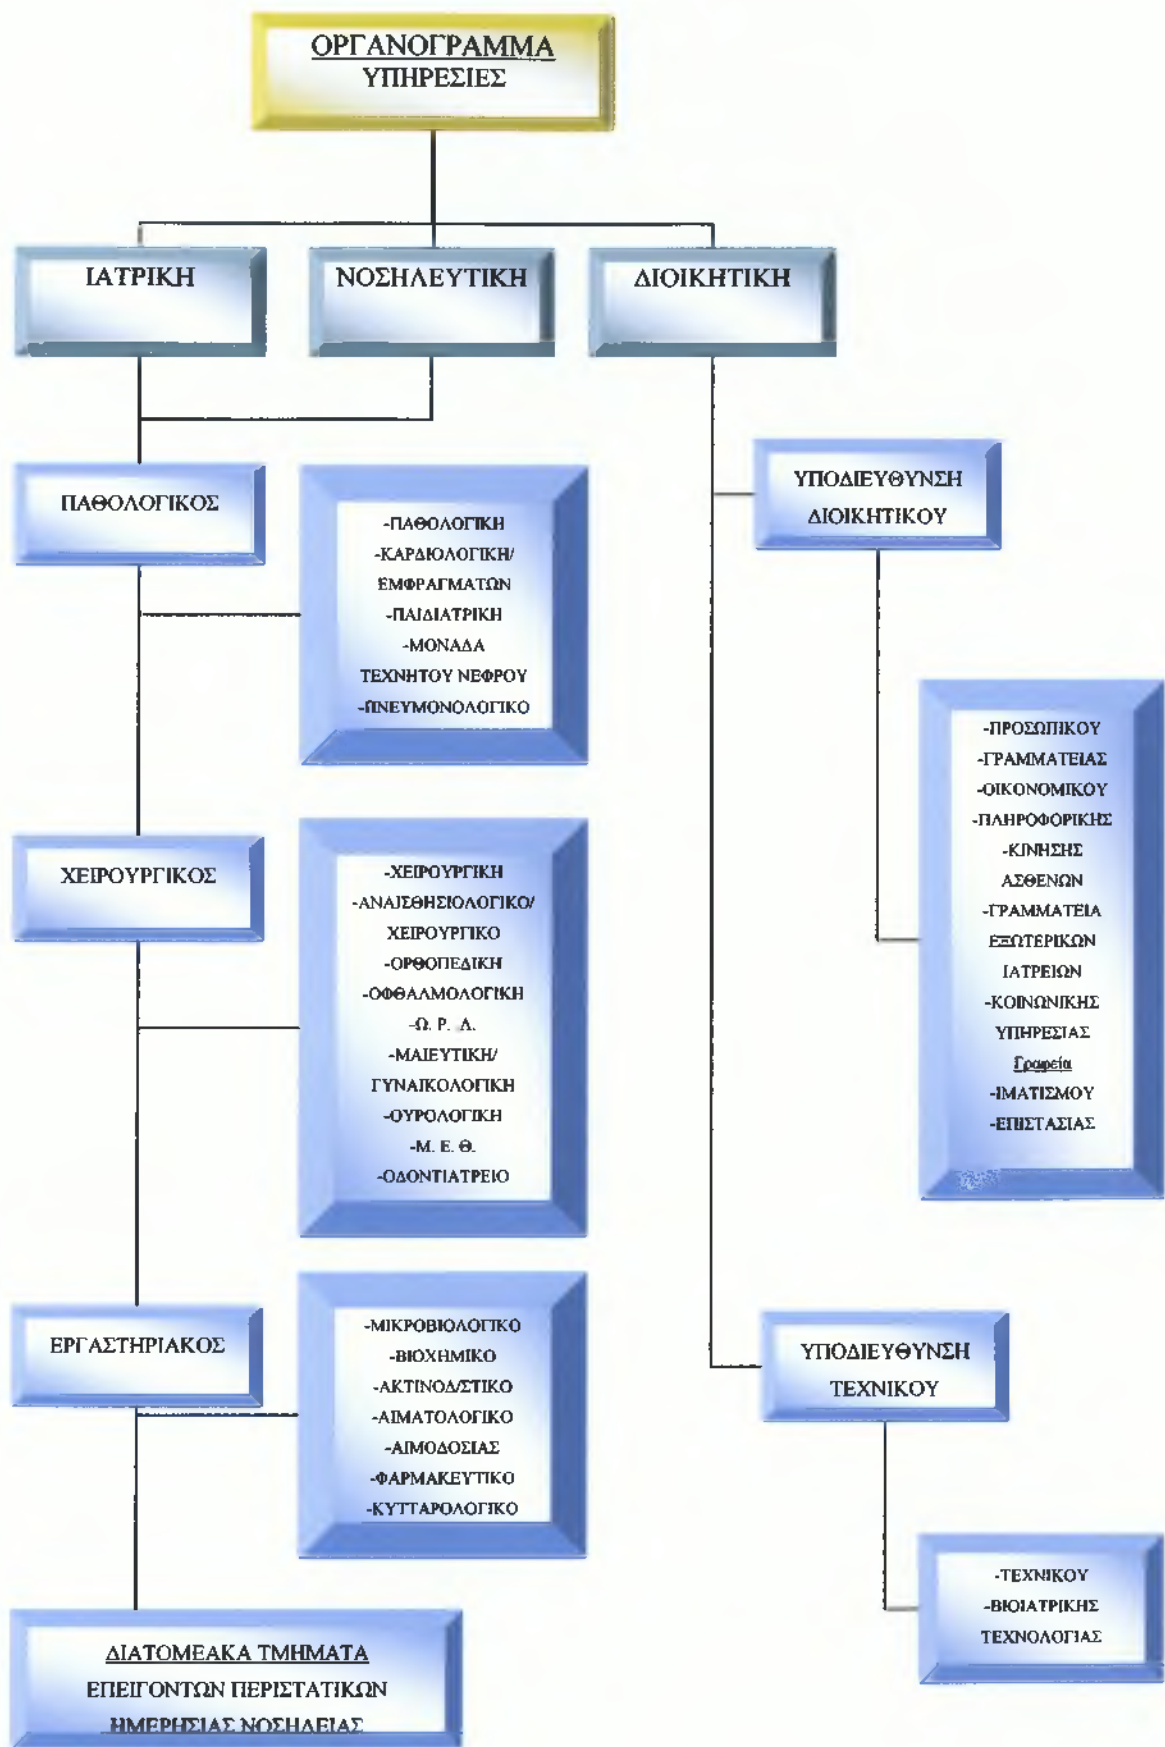 ΟΡΓΑΝΟΓΡΑΜΜΑ
ΥΠΗΡΕΣΙΕΣ
ΙΑΤΡΙΚΗ
ΝΟΣΗΛΕΥΤΙΚΗ
ΔΙΟΙΚΗΤΙΚΗ
ΠΑΘΟΛΟΓΙΚΟΣ
-ΠΑΘΟΛΟΓΙΚΗ
-ΚΑΡΔΙΟΛΟΓΙΚΗ/
ΕΜΦΡΑΓΜΑΤΩΝ
-ΠΑΙΔΙΑΤΡΙΚΗ
-ΜΟΝΑΔΑ
ΤΕΧΝΗΤΟΥ ΝΕΦΡΟΥ
-ΠΝΕΥΜΟΝΟΛΟΓΙΚΟ
ΧΕΙΡΟΥΡΓΙΚΟΣ
-ΧΕΙΡΟΥΡΓΙΚΗ
-ΑΝΑΙΣΘΗΣΙΟΛΟΓΙΚΟ/
ΧΕΙΡΟΥΡΓΙΚΟ
-ΟΡΘΟΠΕΔΙΚΗ
-ΟΦΘΑΛΜΟΛΟΓΙΚΗ
-Ω. Ρ. Λ.
-ΜΑΙΕΥΤΙΚΗ/
ΓΥΝΑΙΚΟΛΟΓΙΚΗ
-ΟΥΡΟΛΟΓΙΚΗ
-Μ. Ε. Θ.
-ΟΔΟΝΤΙΑΤΡΕΙΟ
ΕΡΓΑΣΤΗΡΙΑΚΟΣ
-ΜΙΚΡΟΒΙΟΛΟΓΙΚΟ
-ΒΙΟΧΗΜΙΚΟ
-ΑΚΤΙΝΟΔ/ΣΤΙΚΟ
-ΑΙΜΑΤΟΛΟΓΙΚΟ
-ΑΙΜΟΔΟΣΙΑΣ
-ΦΑΡΜΑΚΕΥΤΙΚΟ
-ΚΥΤΤΑΡΟΛΟΓΙΚΟ
ΔΙΑΤΟΜΕΑΚΑ ΤΜΗΜΑΤΑ
ΕΠΕΙΓΟΝΤΩΝ ΠΕΡΙΣΤΑΤΙΚΩΝ
ΗΜΕΡΗΣΙΑΣ ΝΟΣΗΛΕΙΑΣ
ΥΠΟΔΙΕΥΘΥΝΣΗ
ΔΙΟΙΚΗΤΙΚΟΥ
-ΠΡΟΣΩΠΙΚΟΥ
-ΓΡΑΜΜΑΤΕΙΑΣ
-ΟΙΚΟΝΟΜΙΚΟΥ
-ΠΛΗΡΟΦΟΡΙΚΗΣ
-ΚΙΝΗΣΗΣ
ΑΣΘΕΝΩΝ
-ΓΡΑΜΜΑΤΕΙΑ
ΕΞΩΤΕΡΙΚΩΝ
ΙΑΤΡΕΙΩΝ
-ΚΟΙΝΩΝΙΚΗΣ
ΥΠΗΡΕΣΙΑΣ
Γραφεία
-ΙΜΑΤΙΣΜΟΥ
-ΕΠΙΣΤΑΣΙΑΣ
ΥΠΟΔΙΕΥΘΥΝΣΗ
ΤΕΧΝΙΚΟΥ
-ΤΕΧΝΙΚΟΥ
-ΒΙΟΙΑΤΡΙΚΗΣ
ΤΕΧΝΟΛΟΓΙΑΣ